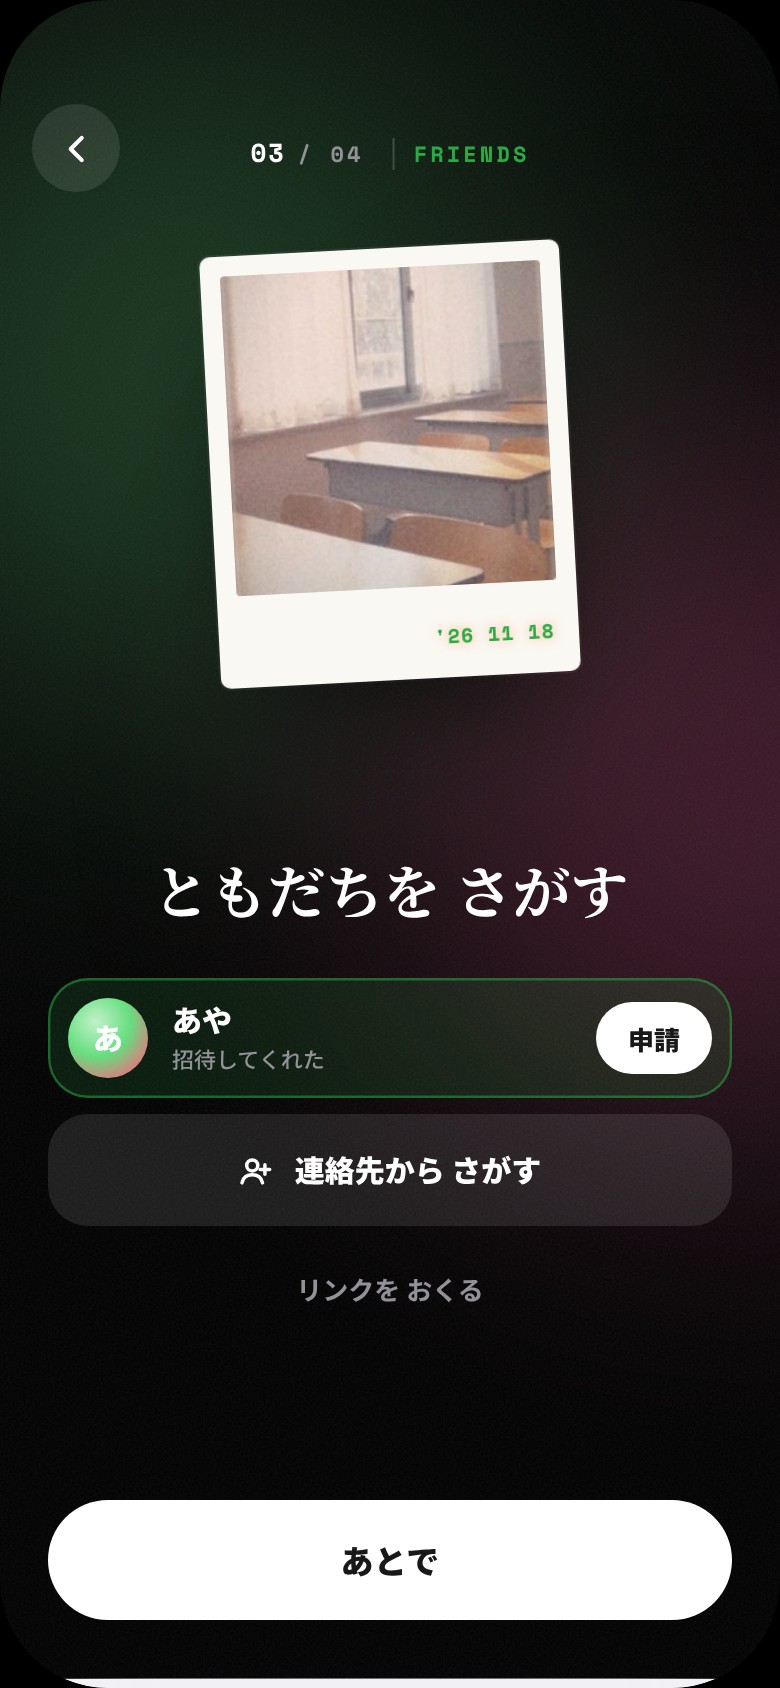 03 / 04 FRIENDS
'26 11 18
ともだちを さがす
あ
あや
招待してくれた
申請
連絡先から さがす
リンクを おくる
あとで